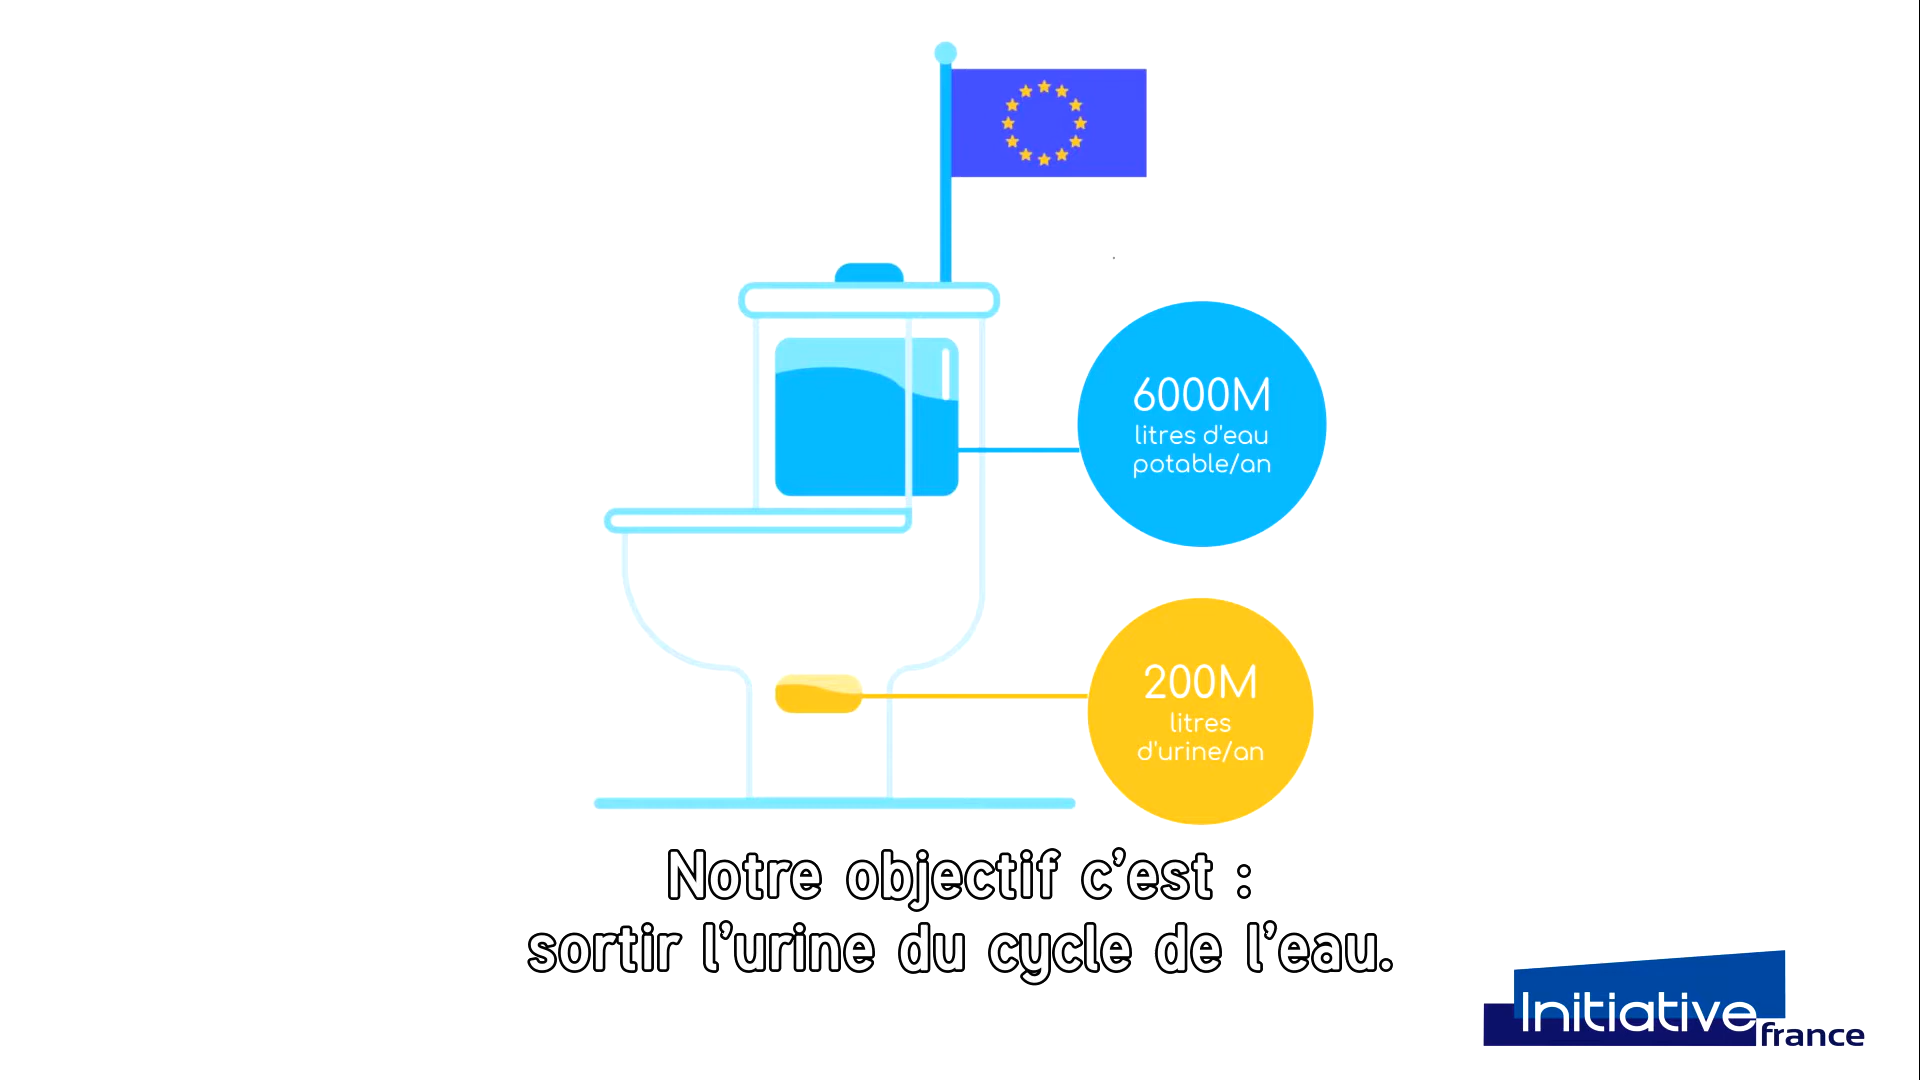 6000M
litres d'eau
potable/an
200M
litres
d'urine/an
Notre objectif c'est :
sortir l'urine du cycle de l'eau.
Initiative
france